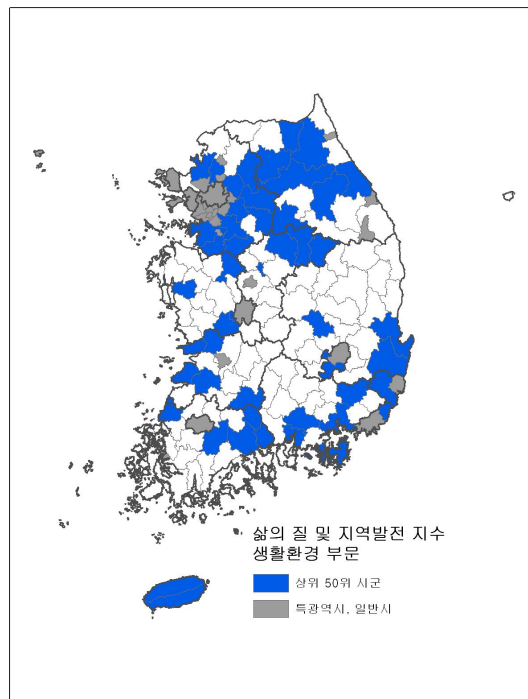 삶의 질 및 지역발전 지수
생활환경 부문
상위 50위 시군
특광역시, 일반시